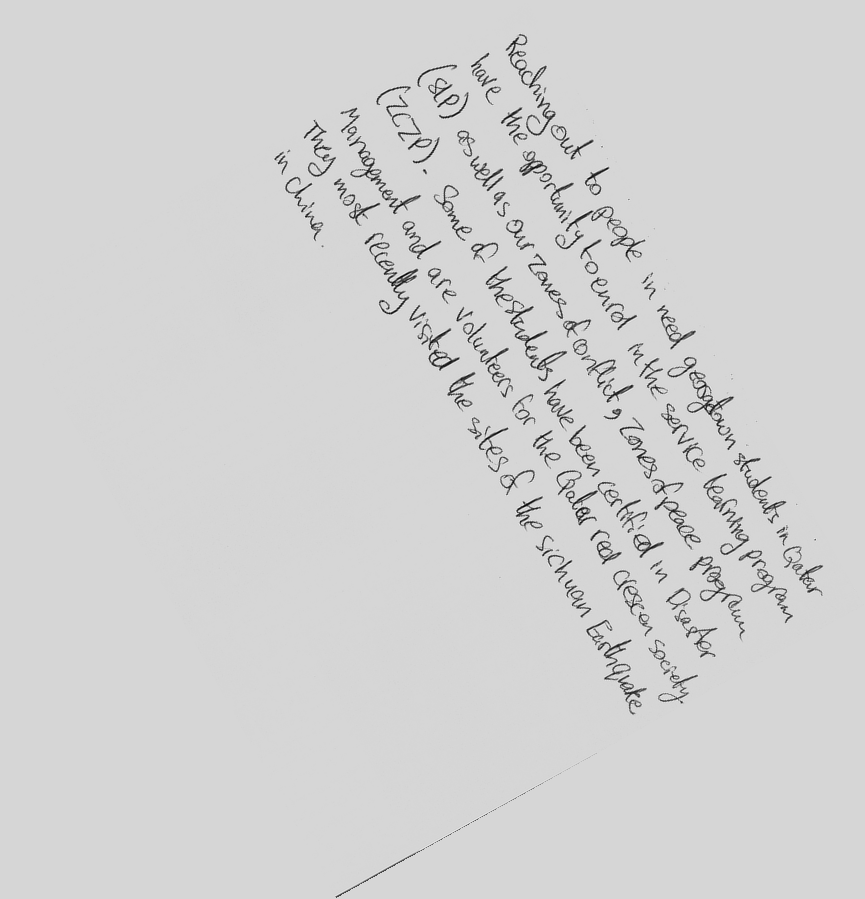 Reaching out to people in need georgetown students in Qatar
have the opportunity to enrol in the service learning program
(SLP) as well as our Zones of conflict, Zones of peace program
(ZCZP). Some of the students have been certified in Disaster
Management and are volunteers for the Qatar red crescen society.
They most recently visited the sites of the sichuan Earthquake
in China.